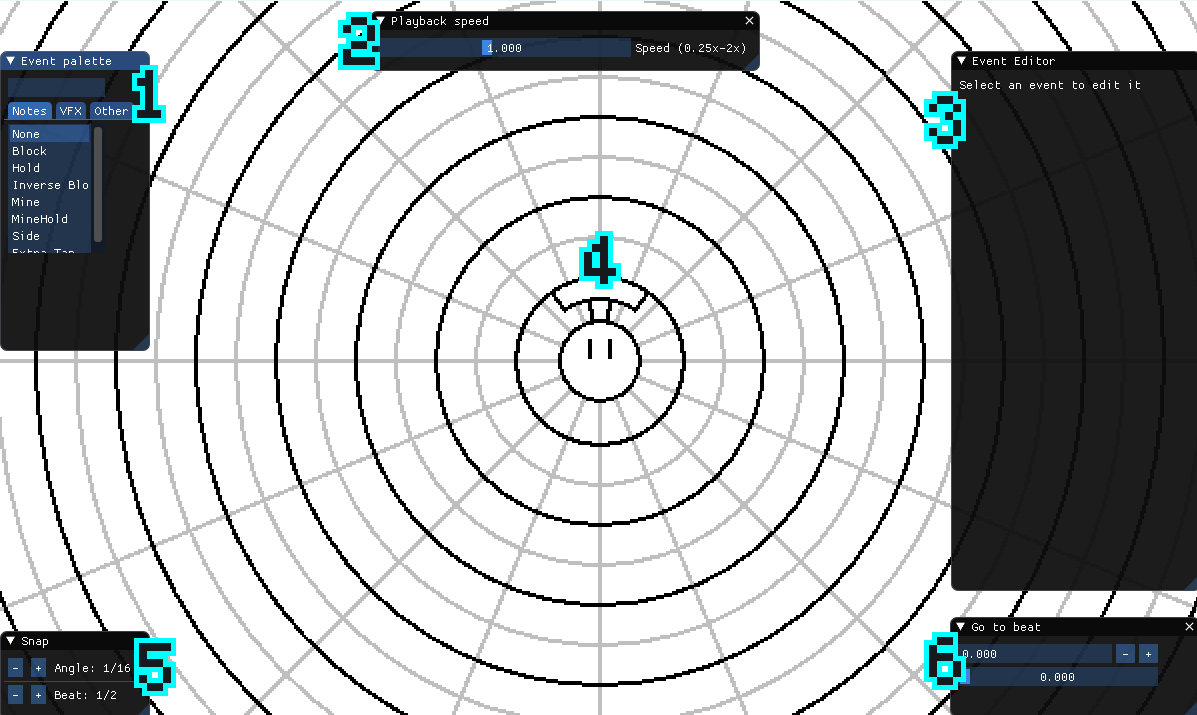 2
Playback speed
1.000
Speed (0.25x-2x)
Event palette
1
Notes
VFX
Other
None
Block
Hold
Inverse Blo
Mine
MineHold
Side
Extra Tap
Event Editor
Select an event to edit it
3
4
Snap
- + Angle: 1/16
- + Beat: 1/2
5
Go to beat
0.000
- +
0.000
6